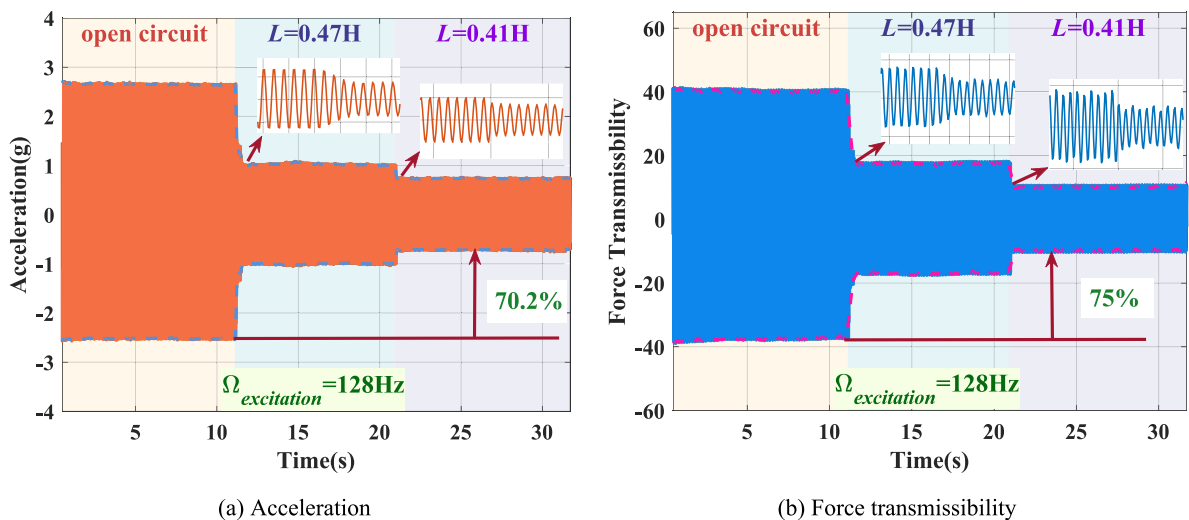 open circuit
L=0.47H
L=0.41H
4
3
2
1
0
-1
-2
-3
-4
Acceleration(g)
70.2%
Ωexcitation=128Hz
5
10
15
20
25
30
Time(s)
(a) Acceleration
open circuit
L=0.47H
L=0.41H
60
40
20
0
-20
-40
-60
Force Transmissbility
75%
Ωexcitation=128Hz
5
10
15
20
25
30
Time(s)
(b) Force transmissibility